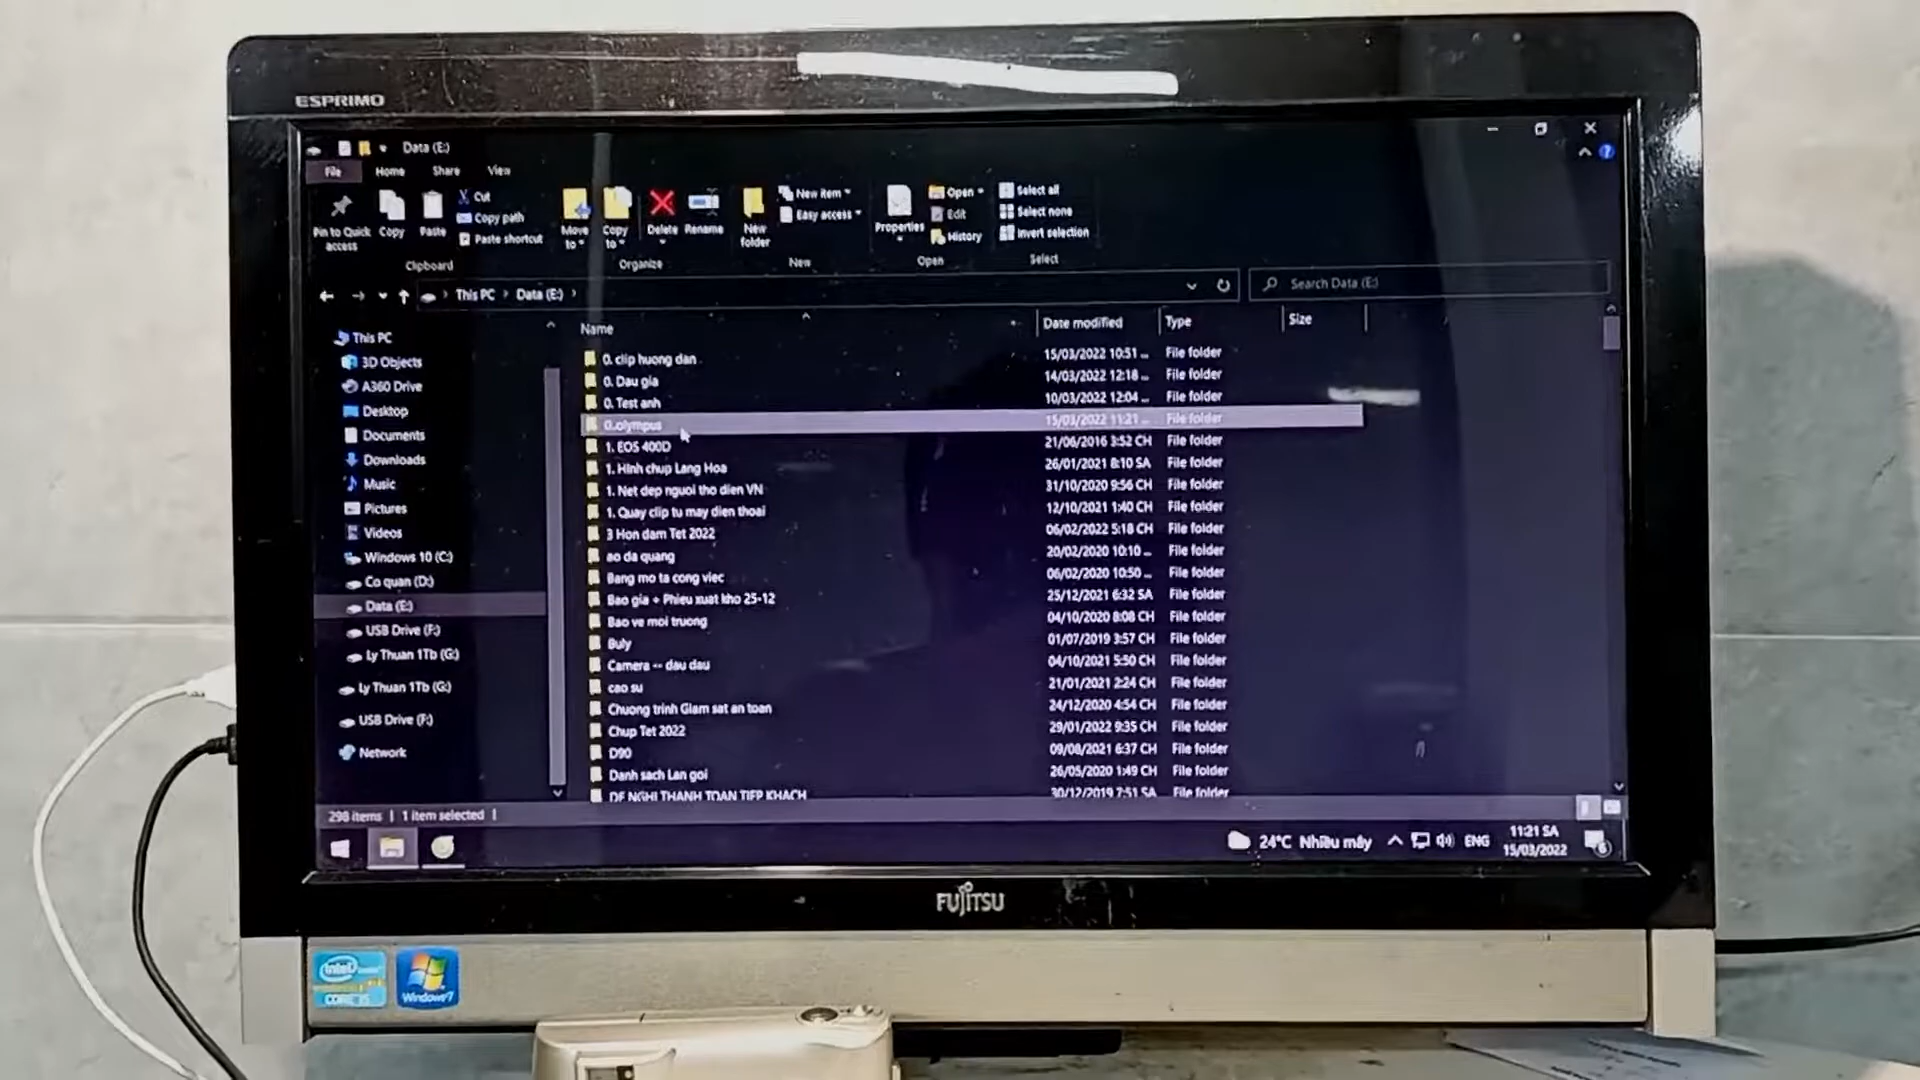 ESPRIMO
Data (E:)
File Home Share View
Pin to Quick access
Copy
Paste
Cut
Copy path
Paste shortcut
Move to
Copy to
Delete
Rename
New folder
New item
Easy access
Properties
Open
Edit
History
Select all
Select none
Invert selection
Clipboard Organize New Open Select
This PC Data (E:)
Search Data (E:)
This PC
3D Objects
A360 Drive
Desktop
Documents
Downloads
Music
Pictures
Videos
Windows 10 (C:)
Co quan (D:)
Data (E:)
USB Drive (F:)
Ly Thuan 1Tb (G:)
Ly Thuan 1Tb (G:)
USB Drive (F:)
Network
Name Date modified Type Size
0. clip huong dan 15/03/2022 10:51 ... File folder
0. Dau gia 14/03/2022 12:18 ... File folder
0. Test anh 10/03/2022 12:04 ... File folder
0.olympus 15/03/2022 11:21 ... File folder
1. EOS 400D 21/06/2016 3:52 CH File folder
1. Hinh chup Lang Hoa 26/01/2021 8:10 SA File folder
1. Net dep nguoi tho dien VN 31/10/2020 9:56 CH File folder
1. Quay clip tu may dien thoai 12/10/2021 1:40 CH File folder
3 Hon dam Tet 2022 06/02/2022 5:18 CH File folder
ao da quang 20/02/2020 10:10 ... File folder
Bang mo ta cong viec 06/02/2020 10:50 ... File folder
Bao gia + Phieu xuat kho 25-12 25/12/2021 6:32 SA File folder
Bao ve moi truong 04/10/2020 8:08 CH File folder
Buly 01/07/2019 3:57 CH File folder
Camera -- dau dau 04/10/2021 5:50 CH File folder
cao su 21/01/2021 2:24 CH File folder
Chuong trinh Giam sat an toan 24/12/2020 4:54 CH File folder
Chup Tet 2022 29/01/2022 9:35 CH File folder
D90 09/08/2021 6:37 CH File folder
Danh sach Lan goi 26/05/2020 1:49 CH File folder
DE NGHI THANH TOAN TIEP KHACH 30/12/2019 7:51 SA File folder
298 items 1 item selected
24°C Nhiều mây ENG 11:21 SA
15/03/2022
6
FUJITSU
intel
CORE i5
Windows 7